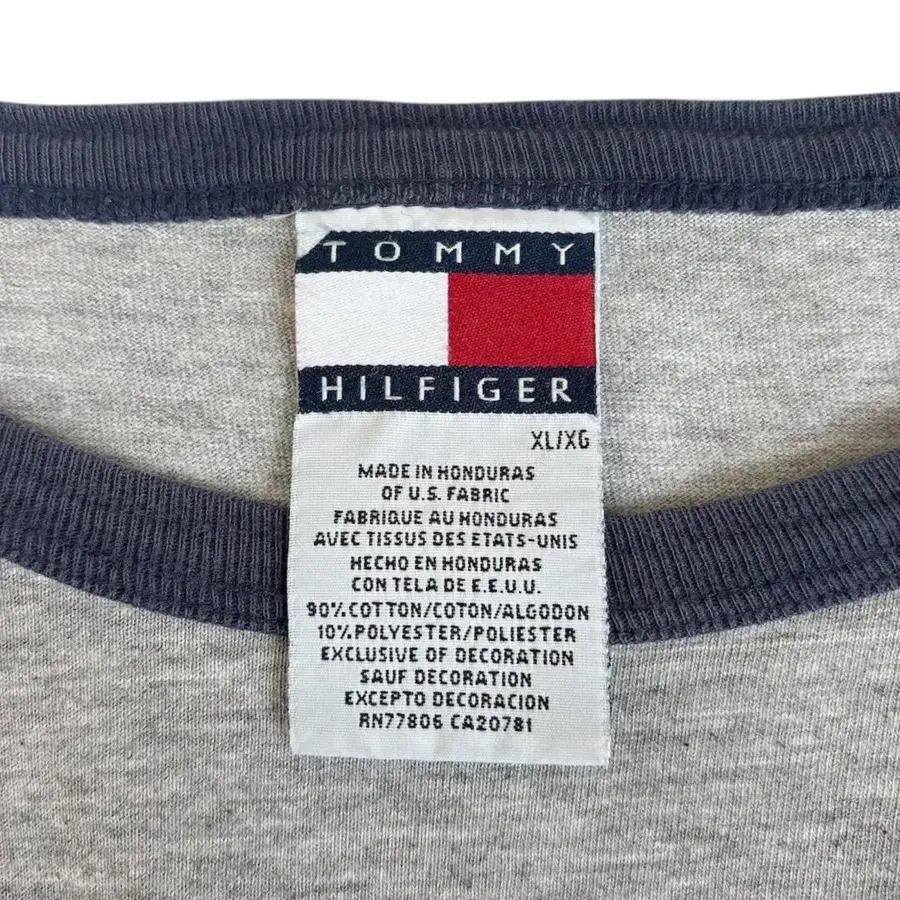 TOMMY
HILFIGER
XL/XG
MADE IN HONDURAS
OF U.S. FABRIC
FABRIQUE AU HONDURAS
AVEC TISSUS DES ETATS-UNIS
HECHO EN HONDURAS
CON TELA DE E.E.U.U.
90% COTTON/COTON/ALGODON
10% POLYESTER/POLIESTER
EXCLUSIVE OF DECORATION
SAUF DECORATION
EXCEPTO DECORACION
RN77806 CA20781